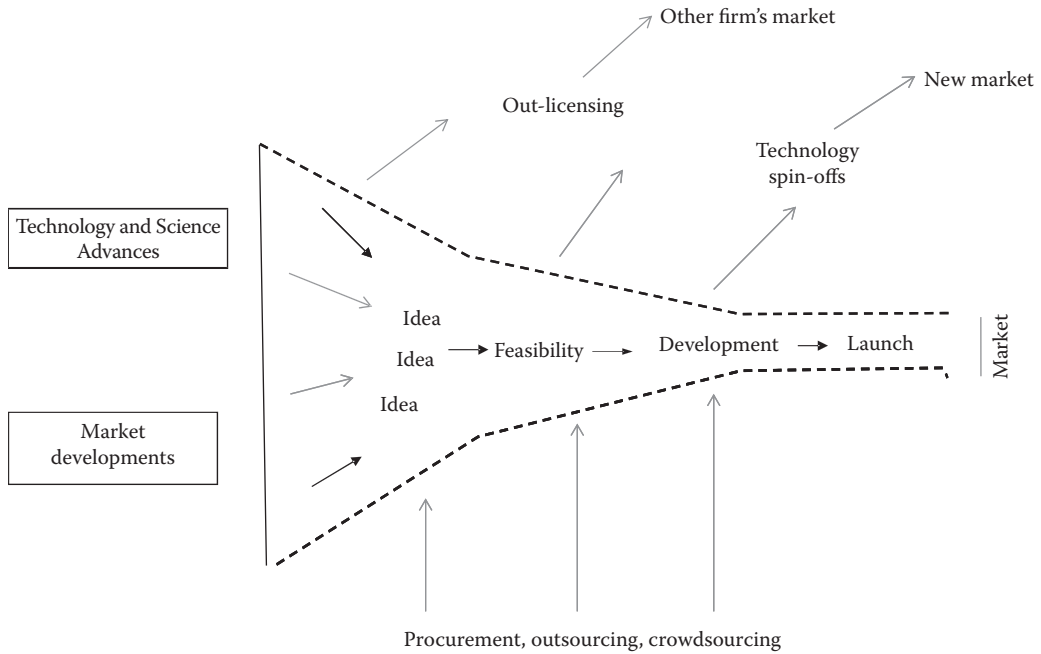 Other firm's market
New market
Out-licensing
Technology
spin-offs
Technology and Science
Advances
Idea
Idea
Feasibility
Development
Launch
Market
Idea
Market
developments
Procurement, outsourcing, crowdsourcing